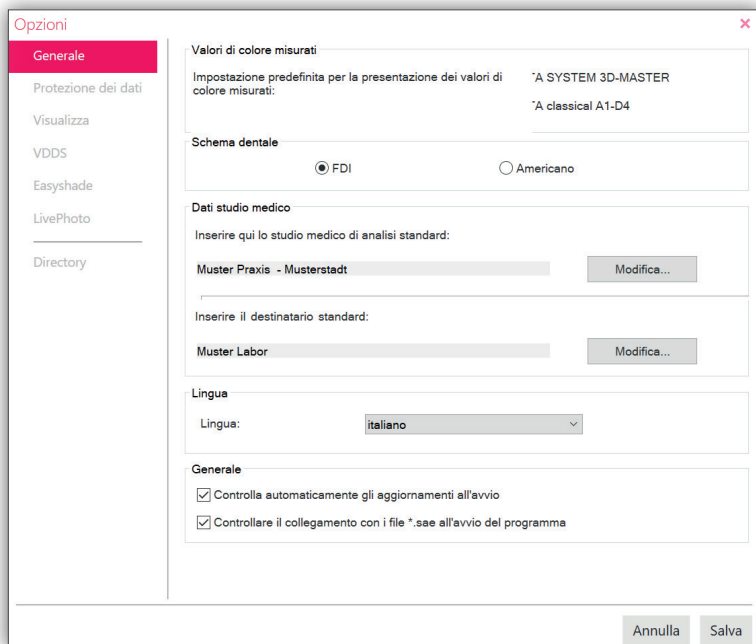 Opzioni
Generale
Protezione dei dati
Visualizza
VDDS
Easyshade
LivePhoto
Directory
Valori di colore misurati
Impostazione predefinita per la presentazione dei valori di
colore misurati:
A SYSTEM 3D-MASTER
A classical A1-D4
Schema dentale
FDI
Americano
Dati studio medico
Inserire qui lo studio medico di analisi standard:
Muster Praxis - Musterstadt
Modifica...
Inserire il destinatario standard:
Muster Labor
Modifica...
Lingua
Lingua:
italiano
Generale
Controlla automaticamente gli aggiornamenti all'avvio
Controllare il collegamento con i file *.sae all'avvio del programma
Annulla
Salva